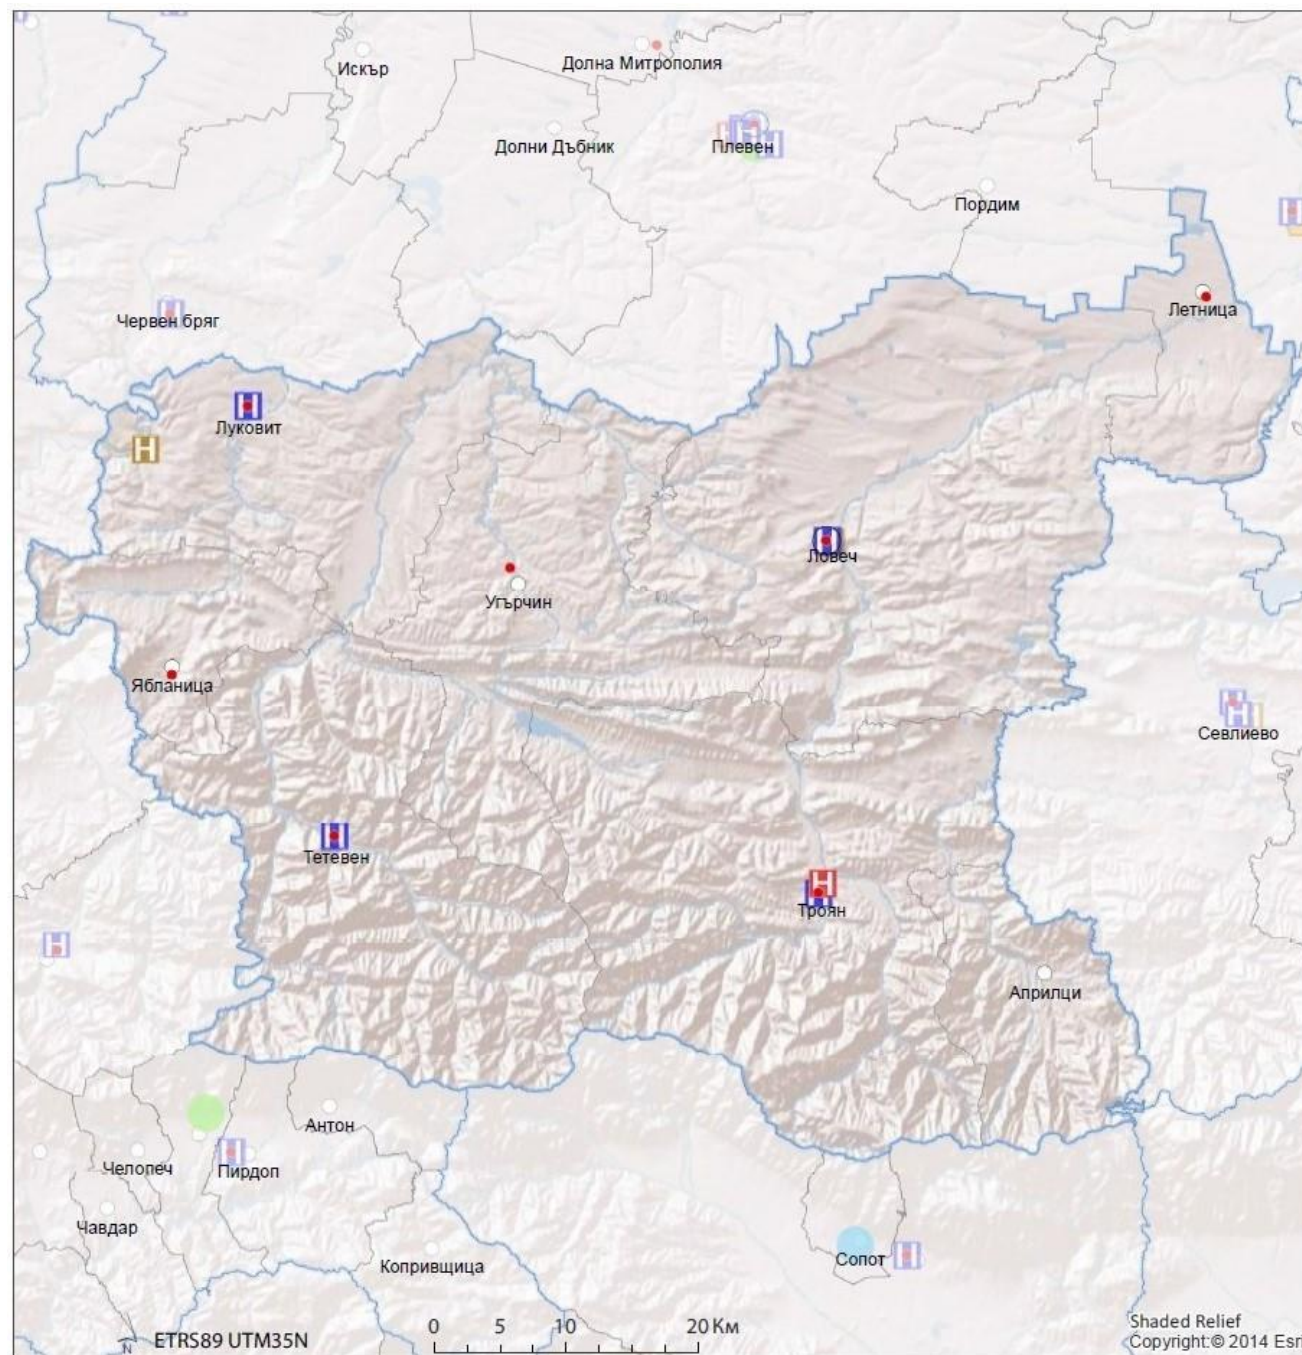 Искър
Долна Митрополия
Долни Дъбник
Плевен
Пордим
Червен бряг
Летница
Луковит
H
Ловеч
Угърчин
Ябланица
Севлиево
Тетевен
H
Троян
Априлци
Антон
Челопеч
Пирдоп
Чавдар
Копривщица
Сопот
0 5 10 20 Км
N
ETRS89 UTM35N
Shaded Relief
Copyright:© 2014 Esri